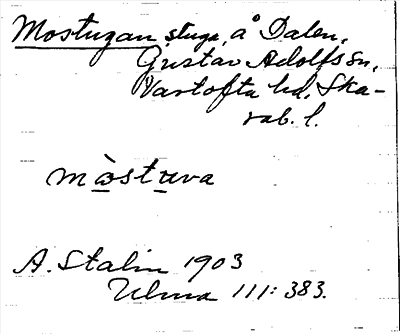 Mostugan, stuga, å Dalen,
Gustav Adolfs sn,
Vartofta hd, Ska-
rab. l.
mòstuva
A. Stalin 1903
Ulma 111: 383.